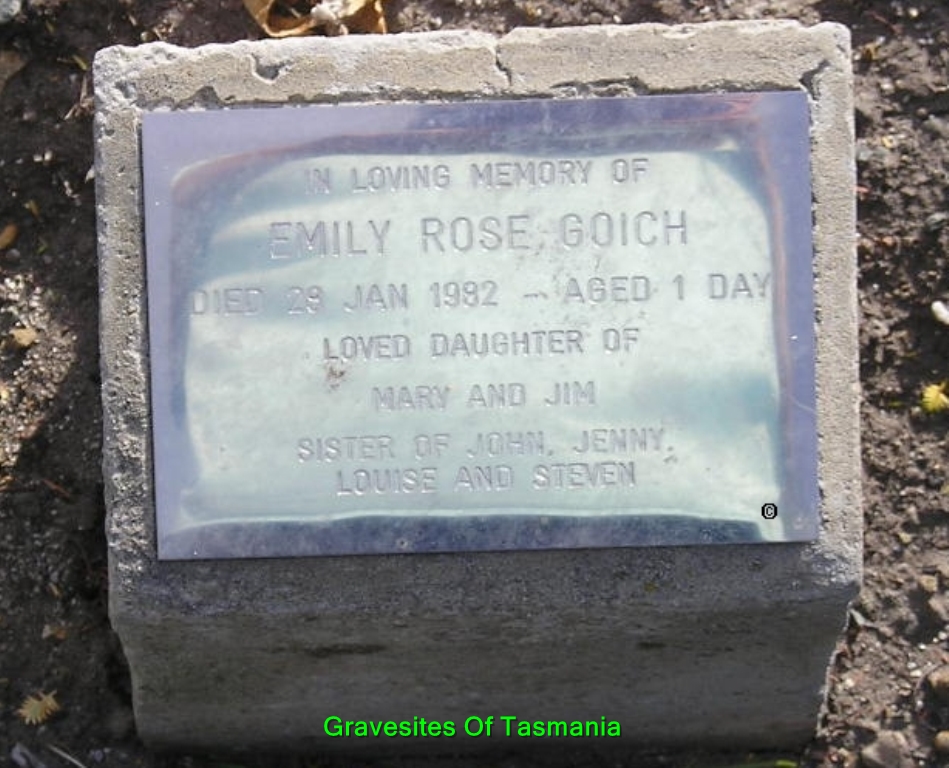 IN LOVING MEMORY OF
EMILY ROSE GOICH
DIED 28 JAN 1982 - AGED 1 DAY
LOVED DAUGHTER OF
MARY AND JIM
SISTER OF JOHN, JENNY,
LOUISE AND STEVEN
©
Gravesites Of Tasmania